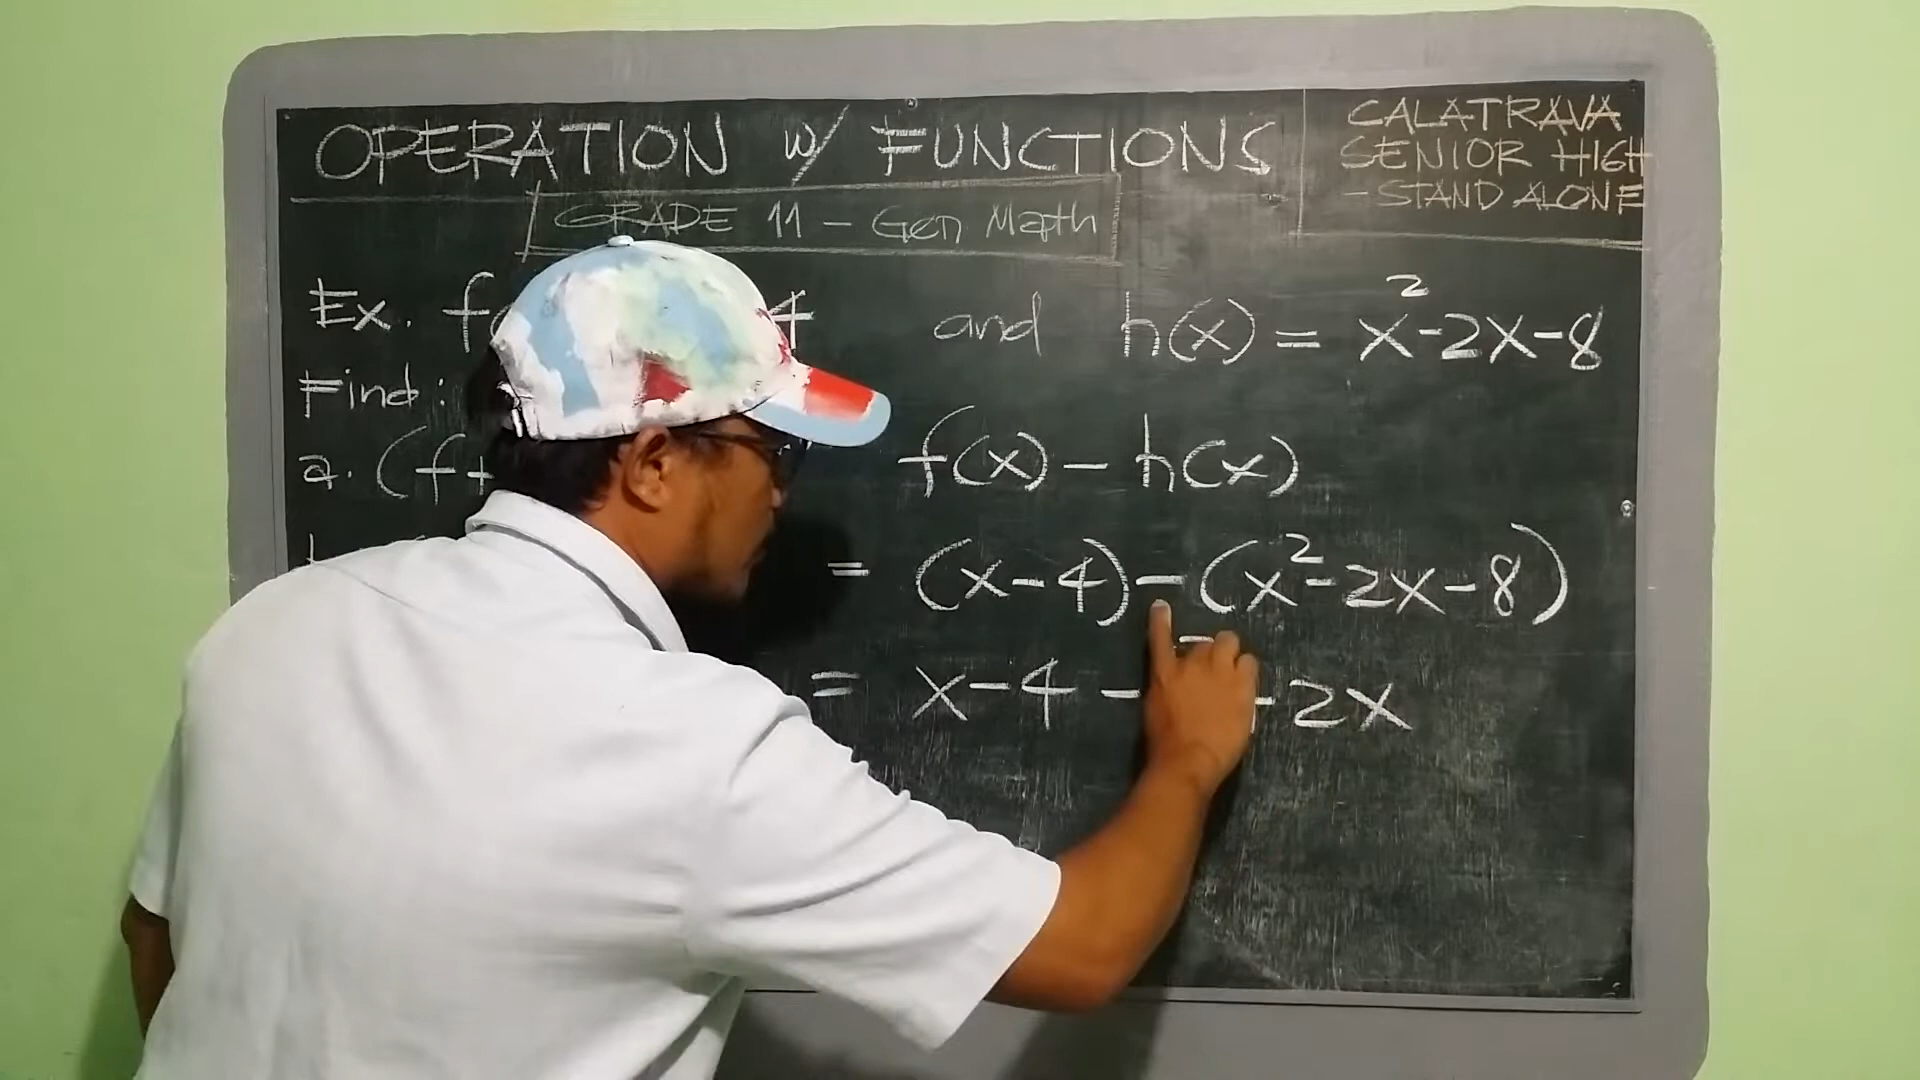 OPERATION w/ FUNCTIONS
CALATRAVA
SENIOR HIGH
- STAND ALONE
GRADE 11 - Gen Math
Ex. f( 4 and h(x) = x²-2x-8
Find:
a. (f+
f(x) - h(x)
= (x-4) - (x²-2x-8)
= x-4 - -2x